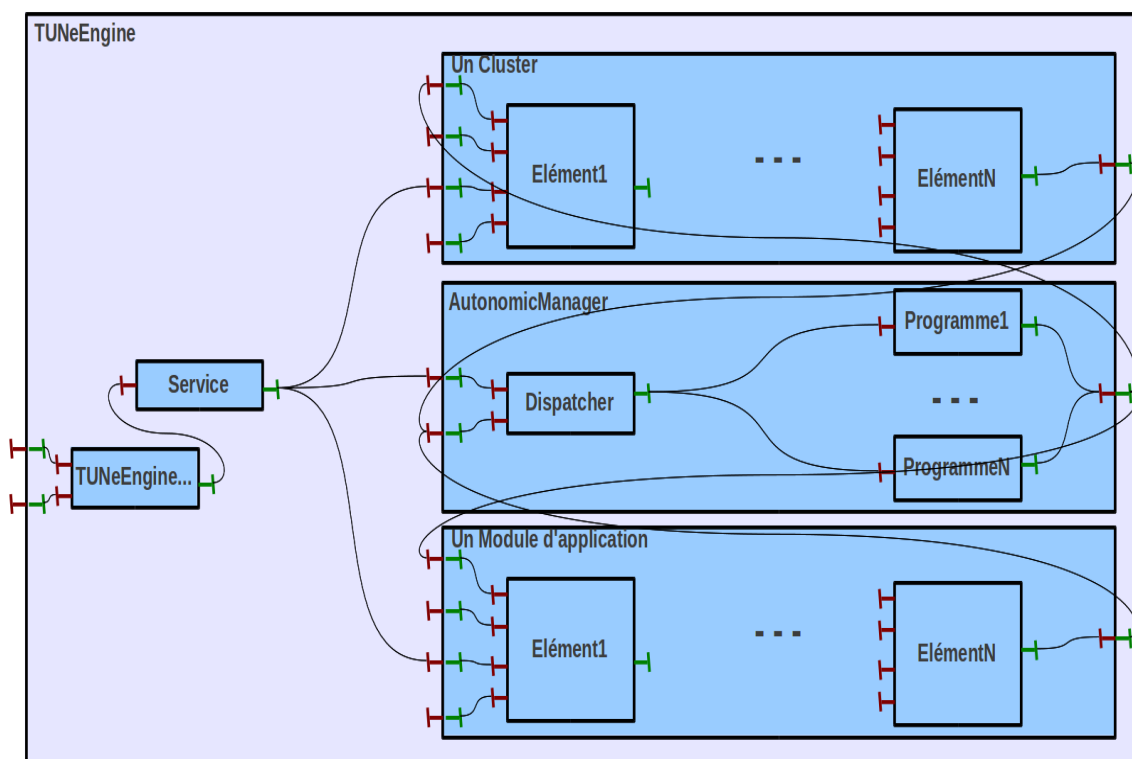 TUNeEngine
Un Cluster
Elément1
...
ElémentN
AutonomicManager
Programme1
Service
Dispatcher
...
TUNeEngine...
ProgrammeN
Un Module d'application
Elément1
...
ElémentN